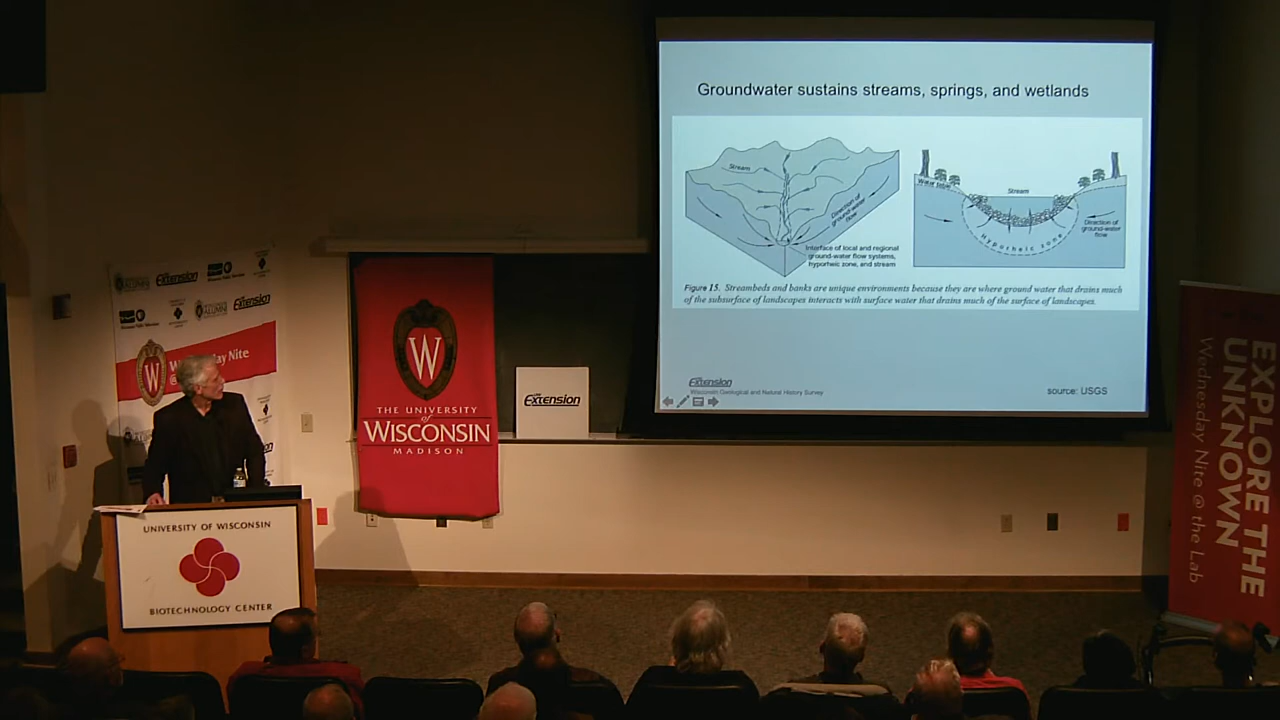 Groundwater sustains streams, springs, and wetlands
Stream
Direction of
ground-water
flow
Interface of local and regional
ground-water flow systems,
hyporheic zone, and stream
Water table
Stream
Hyporheic zone
Direction of
ground-water
flow
Figure 15. Streambeds and banks are unique environments because they are where ground water that drains much
of the subsurface of landscapes interacts with surface water that drains much of the surface of landscapes.
Extension
Wisconsin Geological and Natural History Survey
source: USGS
ALUMNI
Extension
ALUMNI
Extension
Wednesday Nite
@
W
W
THE UNIVERSITY
of
WISCONSIN
MADISON
Extension
UNIVERSITY OF WISCONSIN
BIOTECHNOLOGY CENTER
EXPLORE THE
UNKNOWN
Wednesday Nite @ the Lab